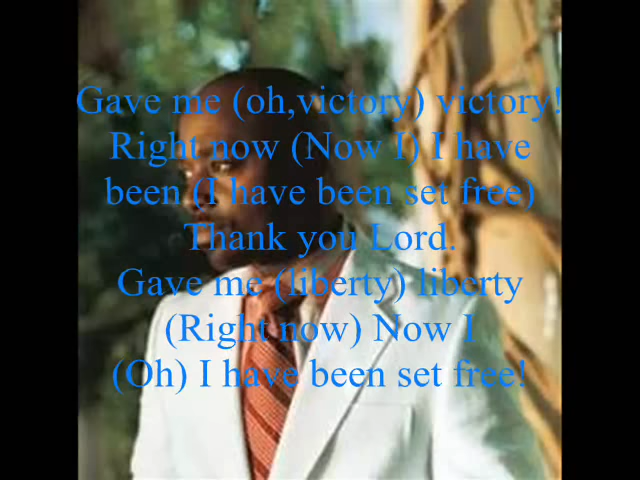 Gave me (oh,victory) victory!
Right now (Now I) I have
been (I have been set free)
Thank you Lord.
Gave me (liberty) liberty
(Right now) Now I
(Oh) I have been set free!